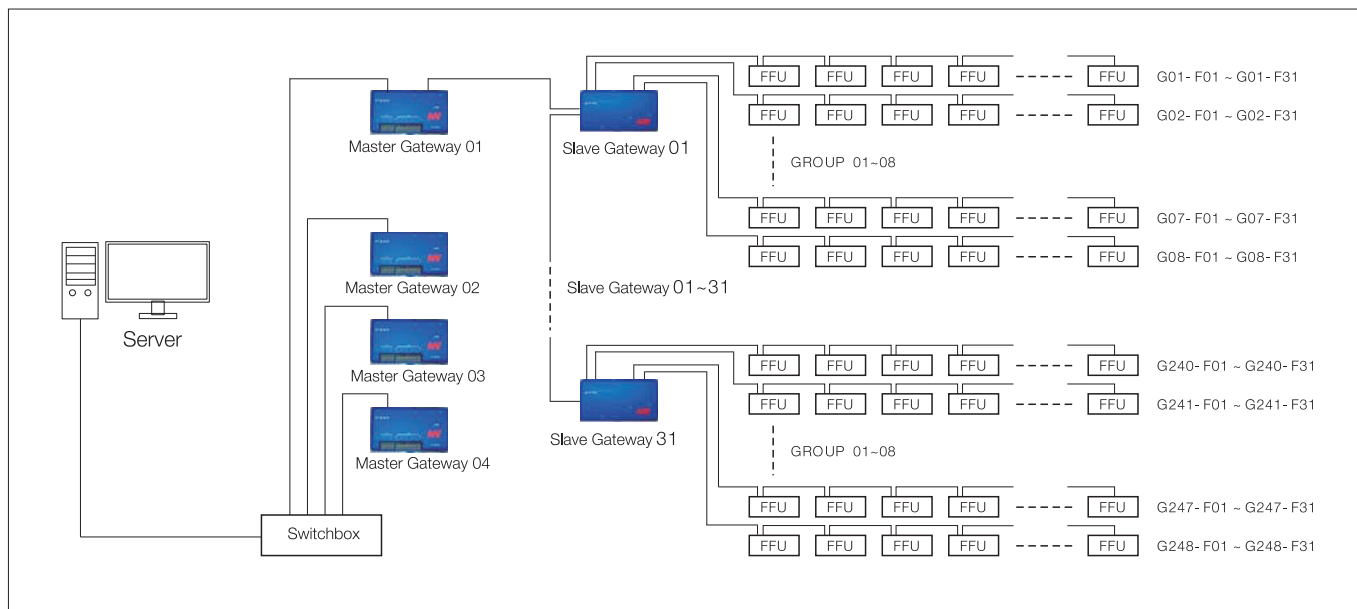 FFU FFU FFU FFU FFU G01-F01 ~ G01-F31
FFU FFU FFU FFU FFU G02-F01 ~ G02-F31
Master Gateway 01
Slave Gateway 01
GROUP 01~08
FFU FFU FFU FFU FFU G07-F01 ~ G07-F31
FFU FFU FFU FFU FFU G08-F01 ~ G08-F31
Master Gateway 02
Slave Gateway 01~31
Server
Master Gateway 03
FFU FFU FFU FFU FFU G240-F01 ~ G240-F31
FFU FFU FFU FFU FFU G241-F01 ~ G241-F31
Slave Gateway 31
Master Gateway 04
GROUP 01~08
FFU FFU FFU FFU FFU G247-F01 ~ G247-F31
Switchbox
FFU FFU FFU FFU FFU G248-F01 ~ G248-F31